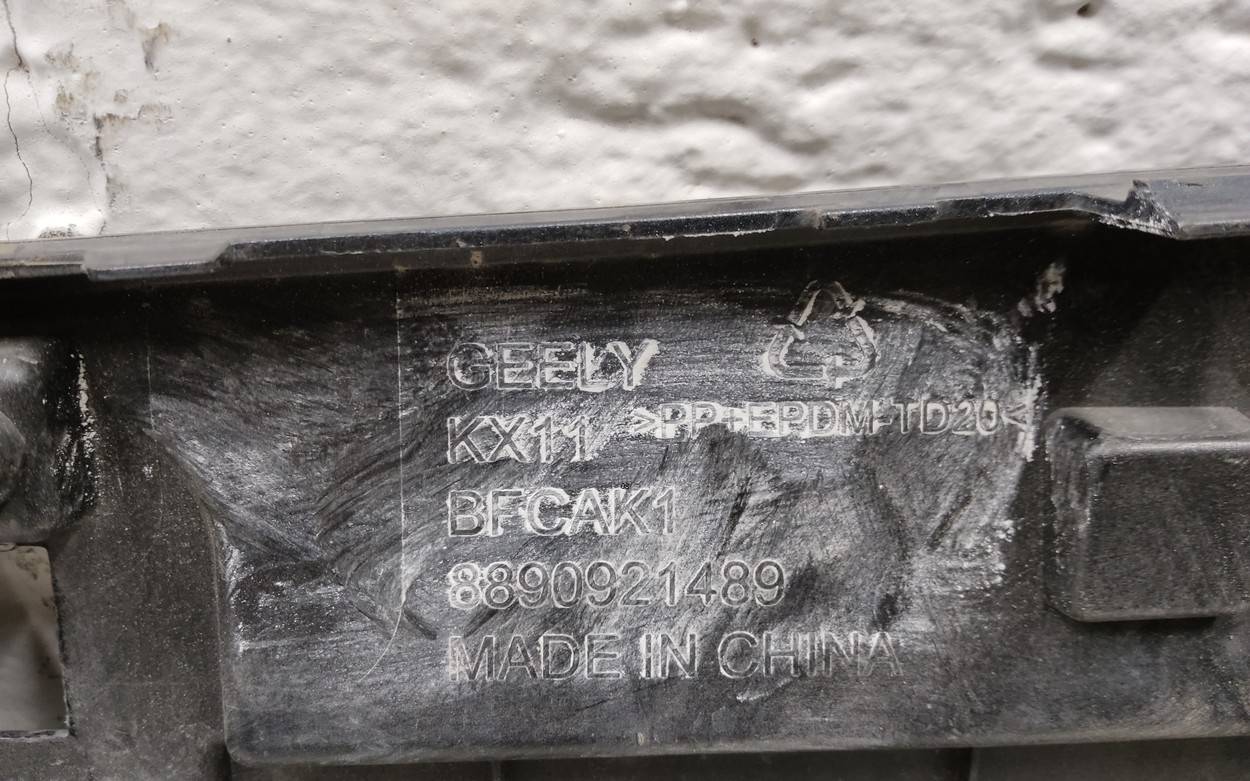 GEELY
KX11
>PP+EPDM-TD20<
BFCAK1
8890921489
MADE IN CHINA